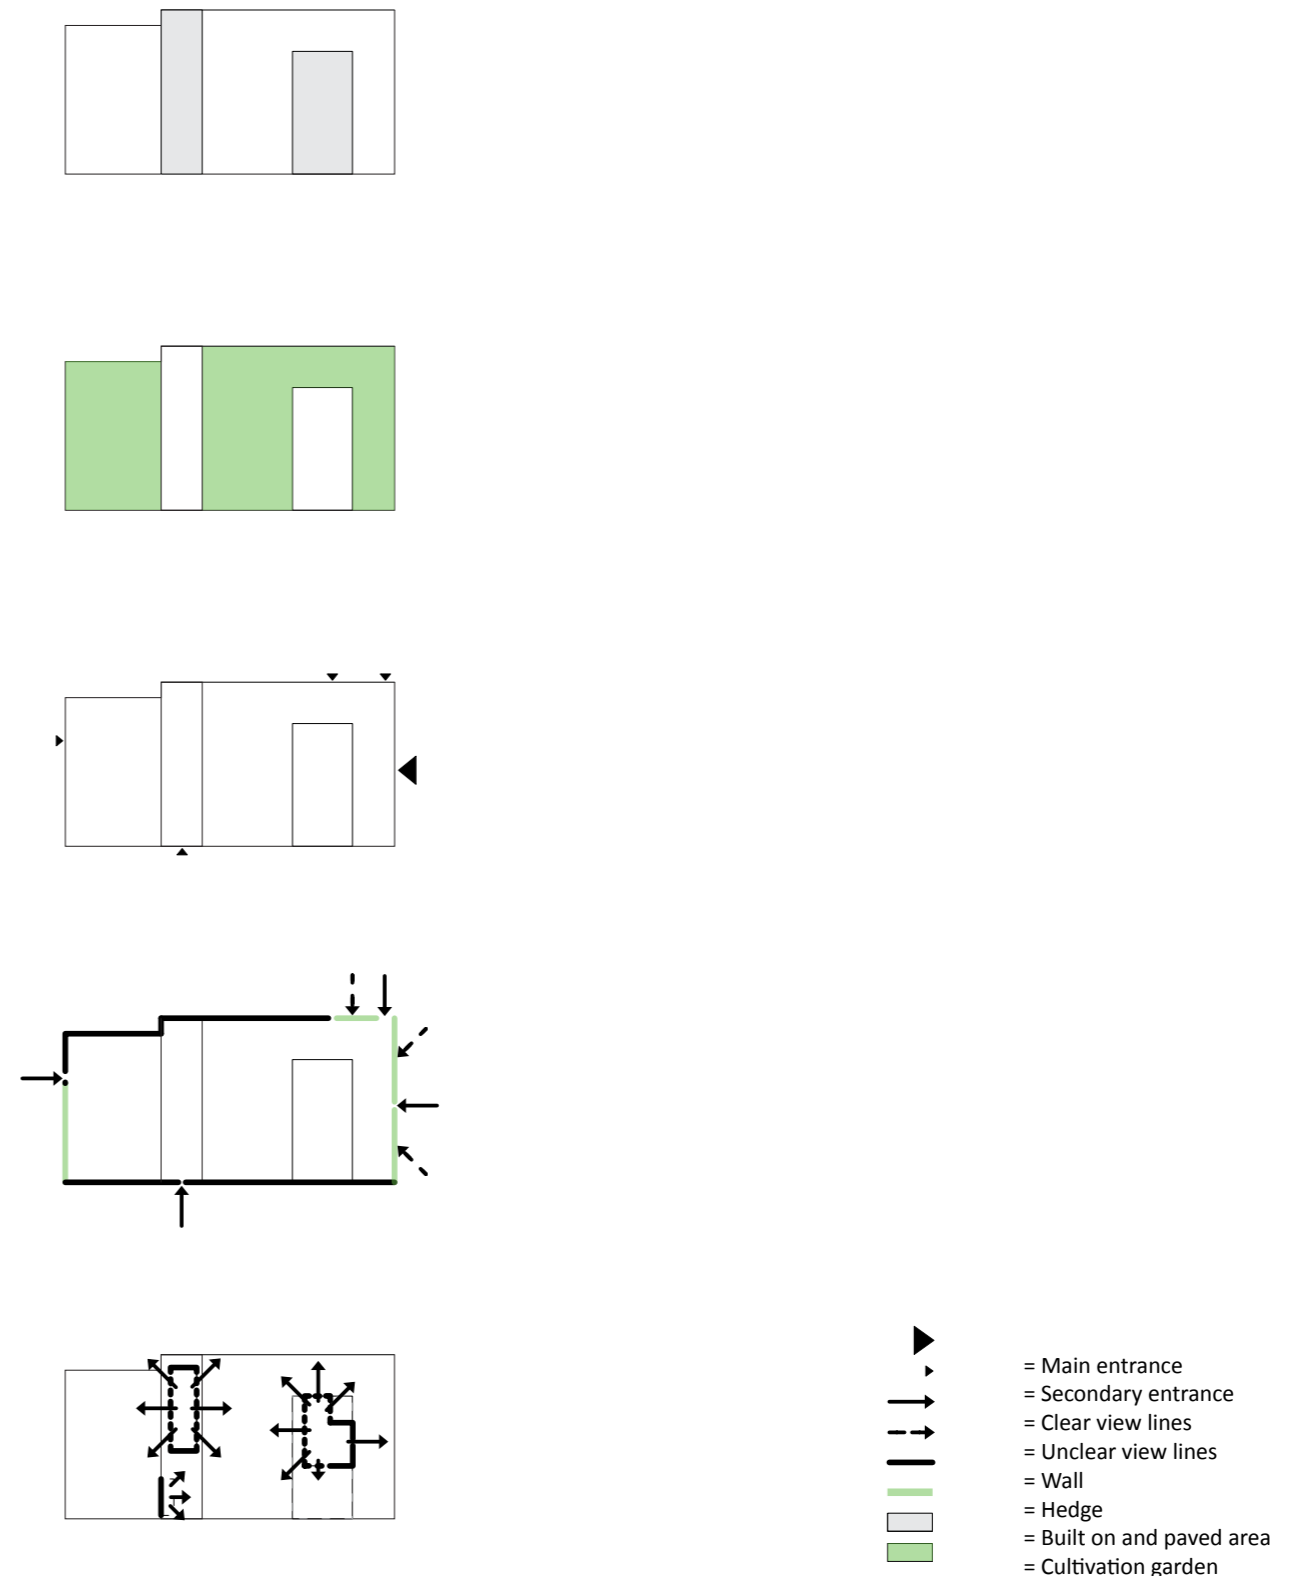 = Main entrance
= Secondary entrance
= Clear view lines
= Unclear view lines
= Wall
= Hedge
= Built on and paved area
= Cultivation garden